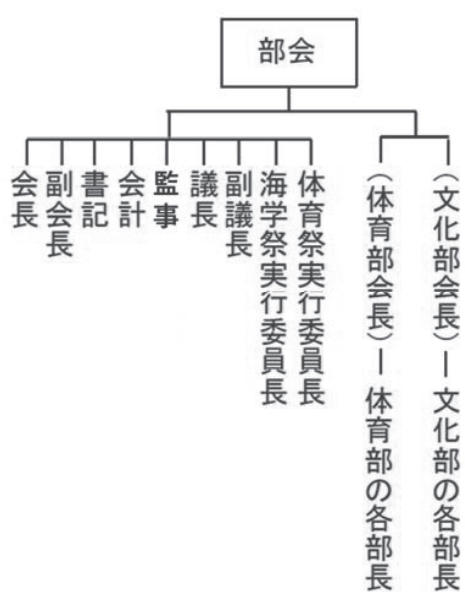 部会
会長
副会長
書記
会計
監事
議長
副議長
海学祭実行委員長
体育祭実行委員長
(体育部会長)ー体育部の各部長
(文化部会長)ー文化部の各部長